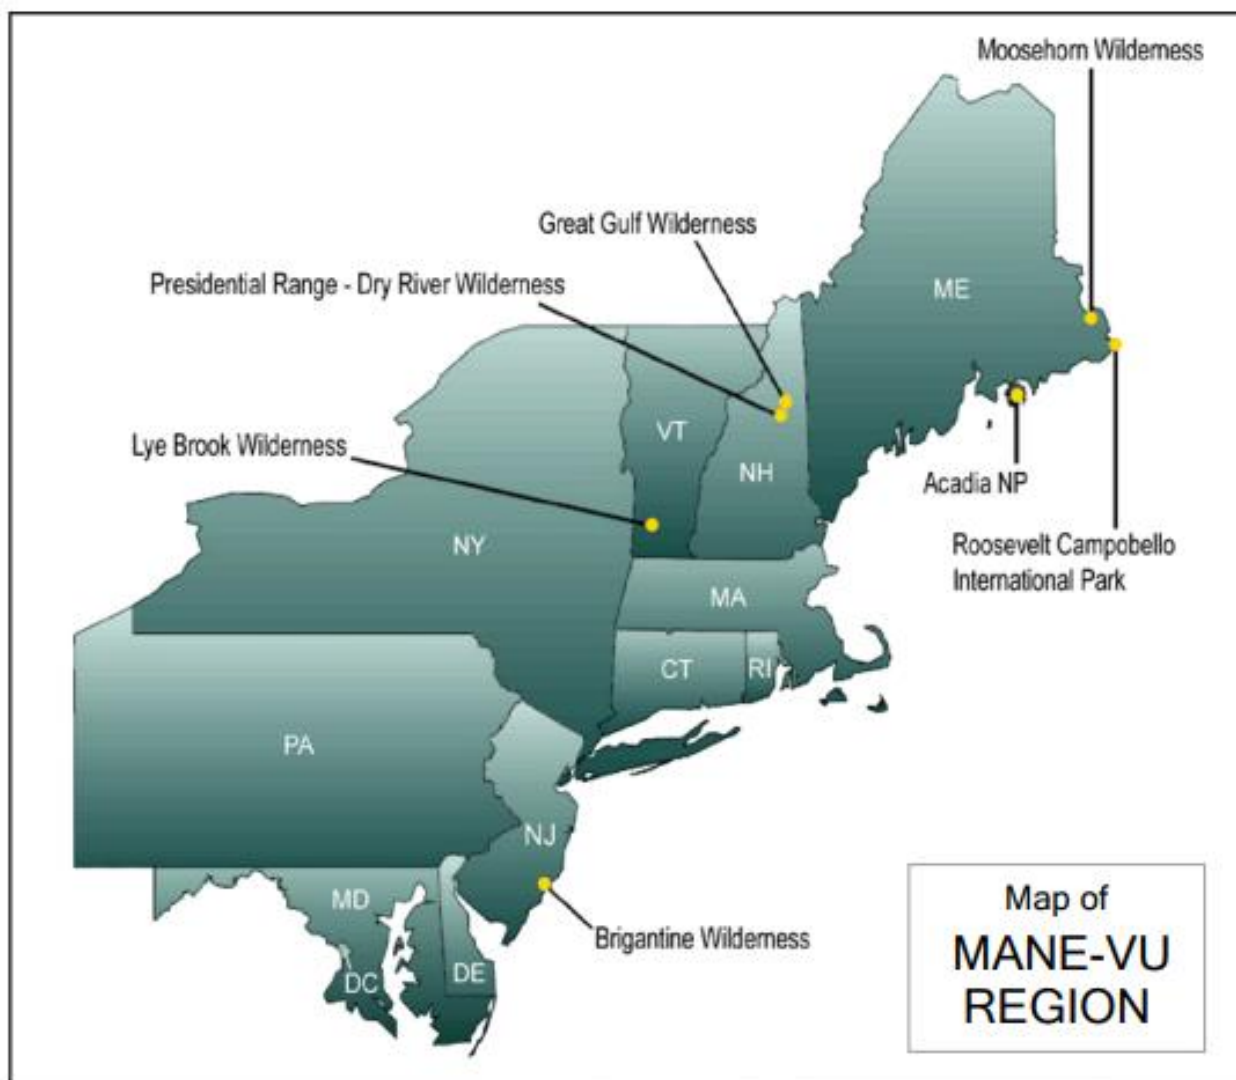 Moosehorn Wilderness
Great Gulf Wilderness
Presidential Range - Dry River Wilderness
ME
Lye Brook Wilderness
VT
NH
Acadia NP
NY
Roosevelt Campobello
International Park
MA
CT
RI
PA
NJ
MD
Brigantine Wilderness
DC
DE
Map of
MANE-VU
REGION